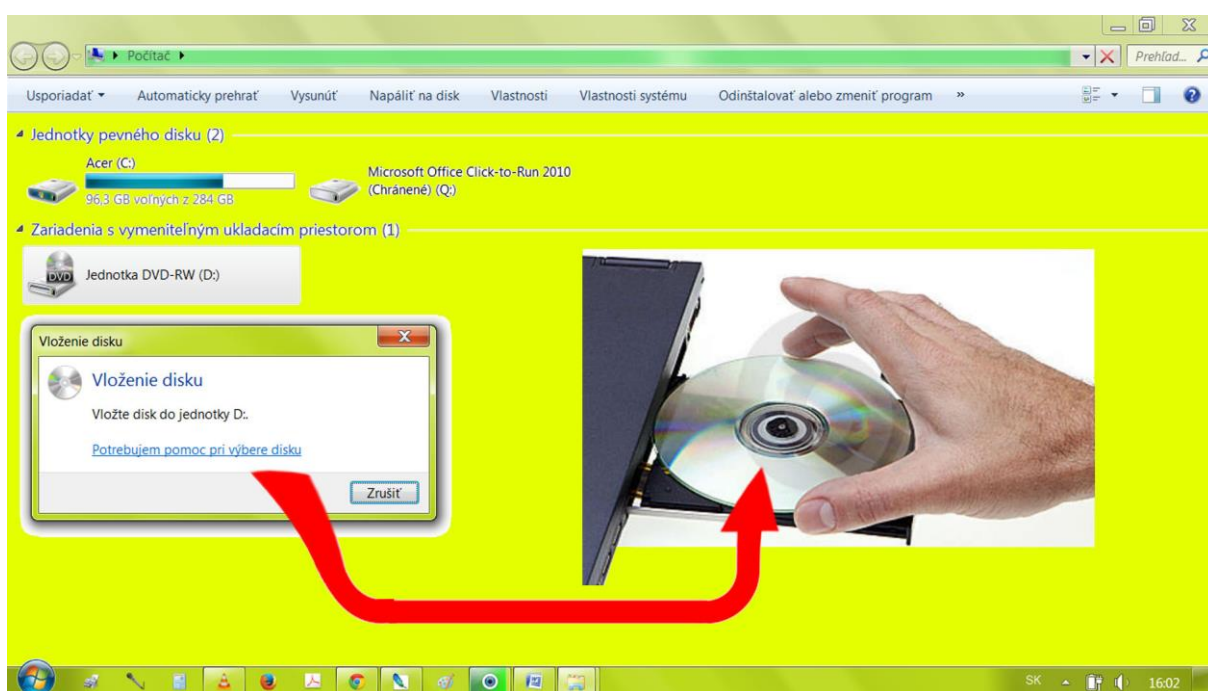 Počítač
Prehľad...
Usporiadať Automaticky prehrať Vysunúť Napáliť na disk Vlastnosti Vlastnosti systému Odinštalovať alebo zmeniť program »
Jednotky pevného disku (2)
Acer (C:)
96,3 GB voľných z 284 GB
Microsoft Office Click-to-Run 2010
(Chránené) (Q:)
Zariadenia s vymeniteľným ukladacím priestorom (1)
DVD
Jednotka DVD-RW (D:)
Vloženie disku
Vloženie disku
Vložte disk do jednotky D:.
Potrebujem pomoc pri výbere disku
Zrušiť
SK
16:02